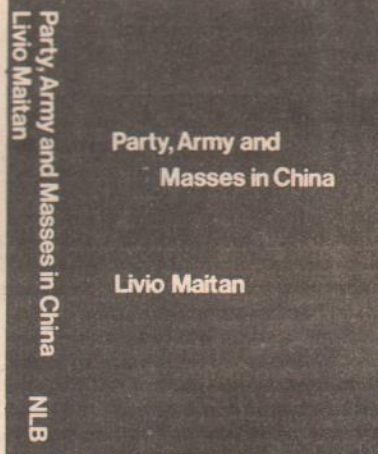 Party, Army and Masses in China
Livio Maitan
NLB
Party, Army and
Masses in China
Livio Maitan